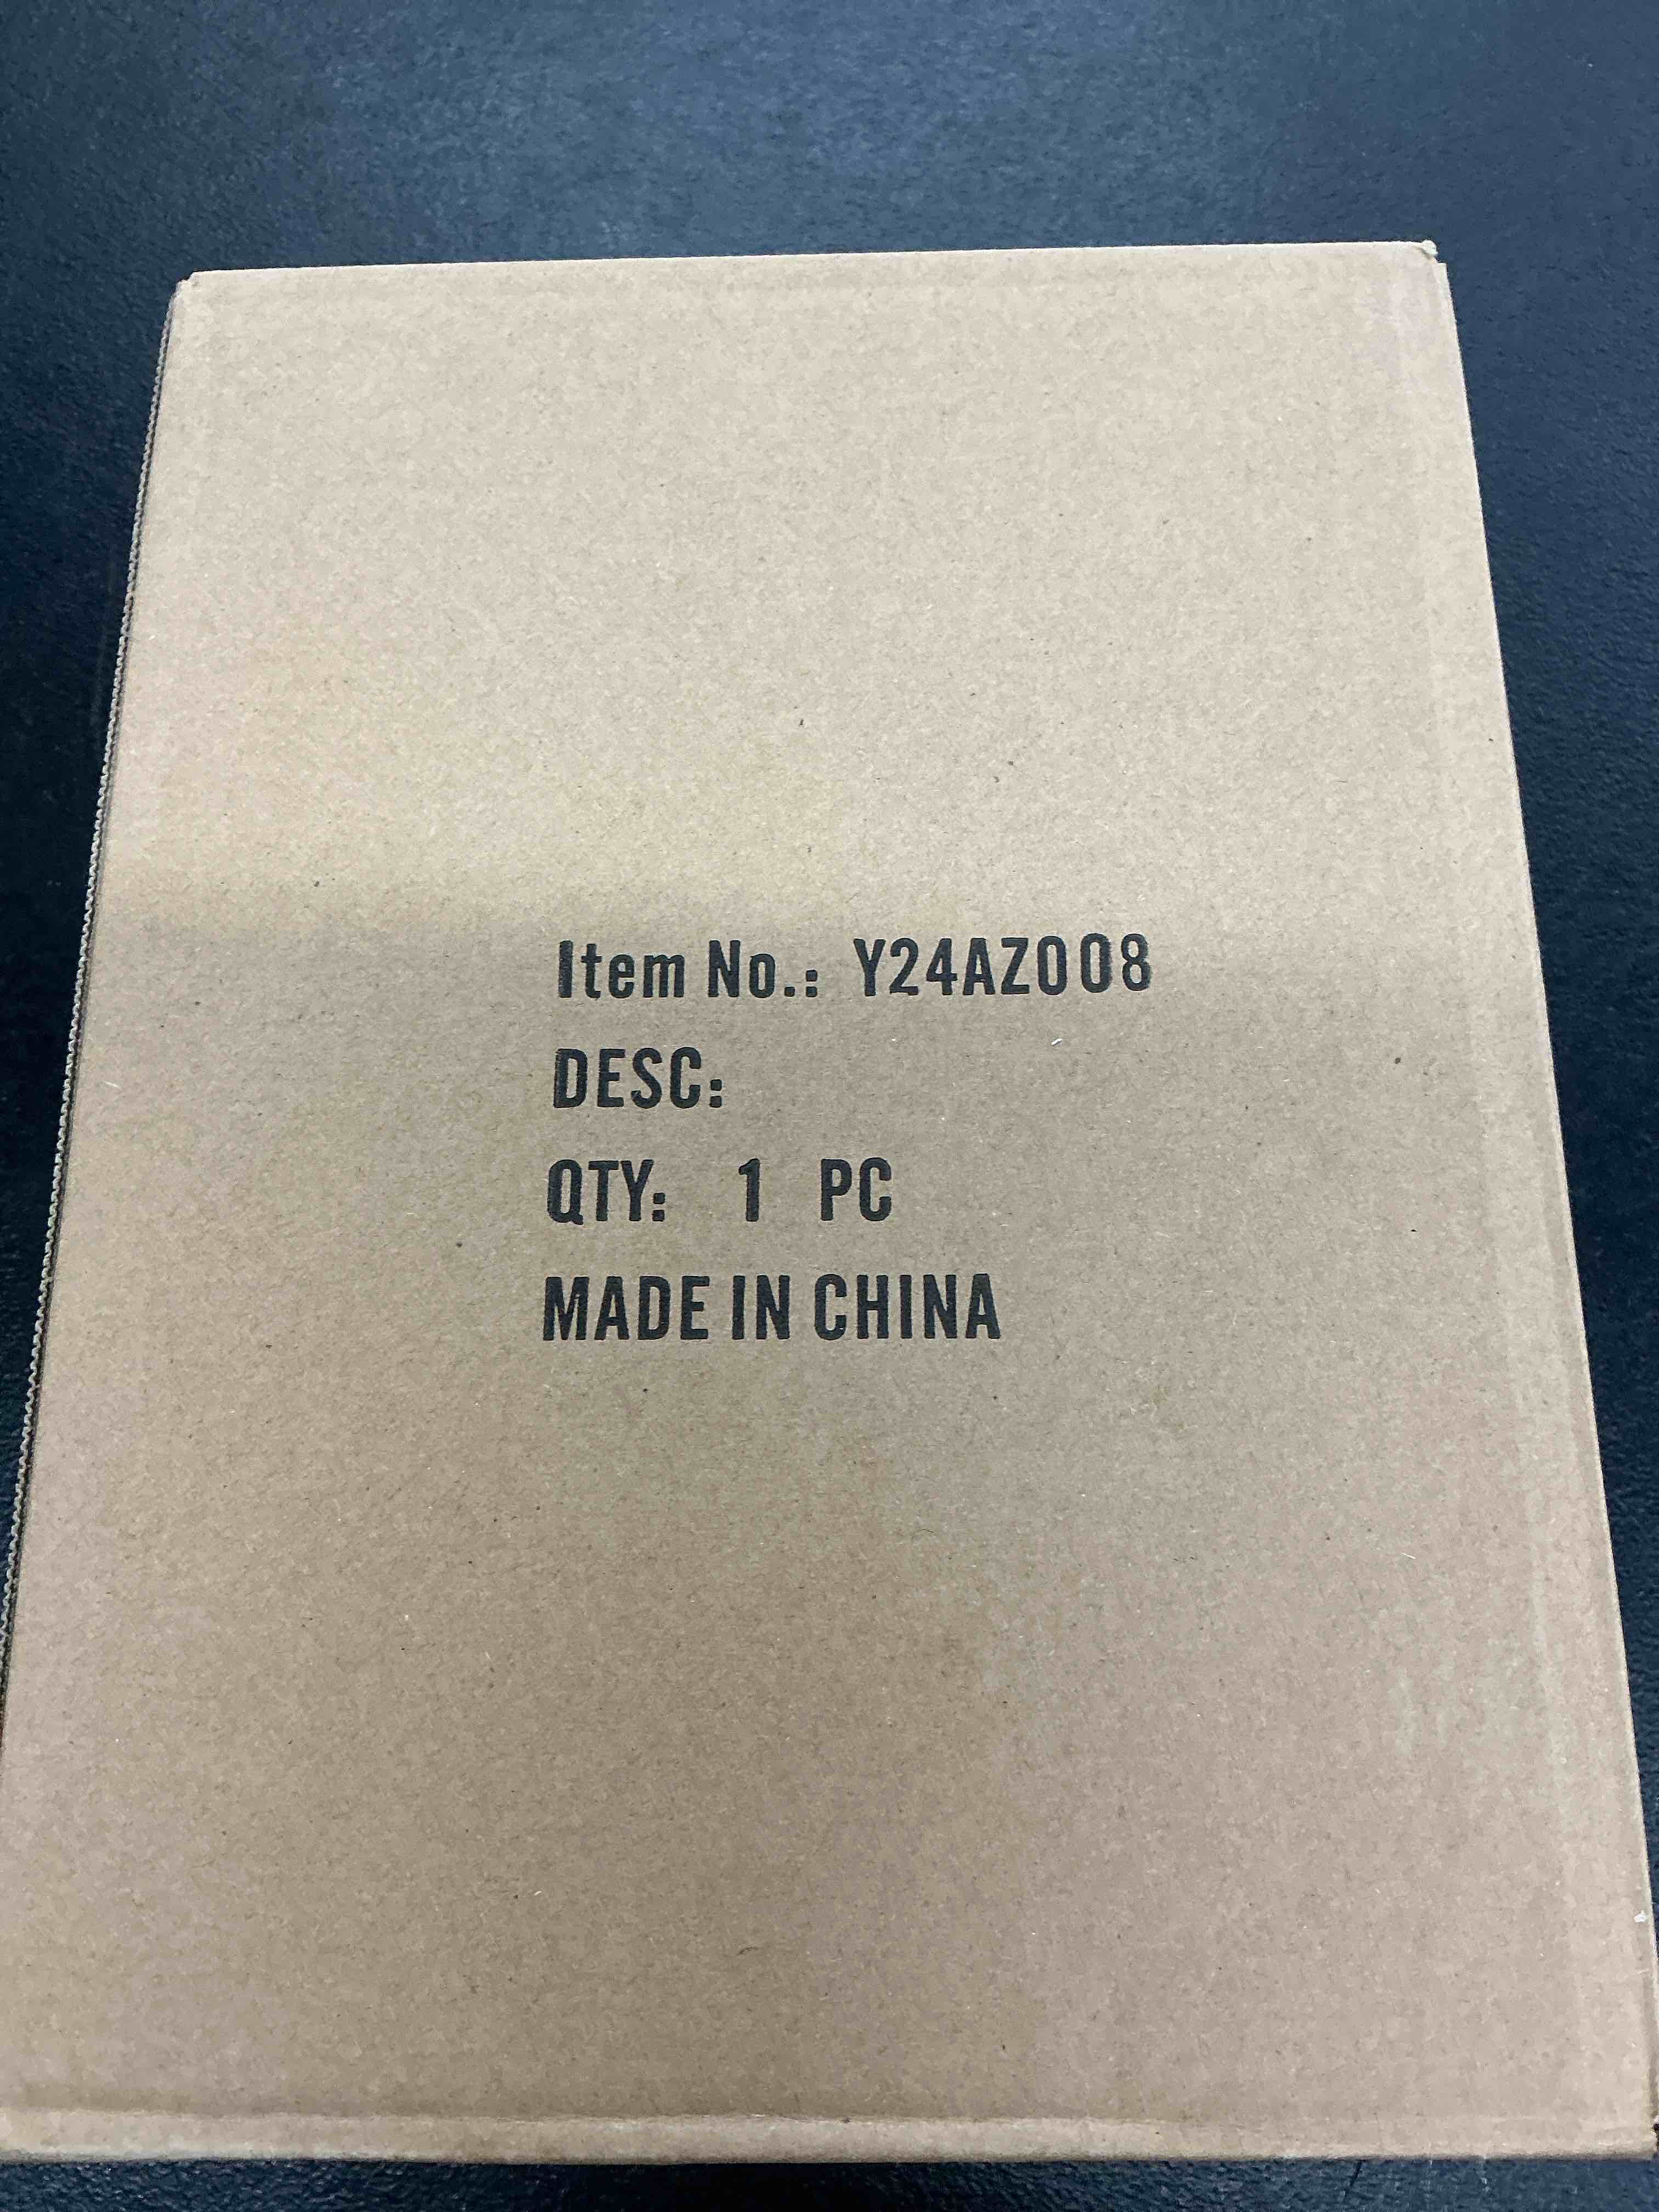 Item No.: Y24AZ008
DESC:
QTY: 1 PC
MADE IN CHINA